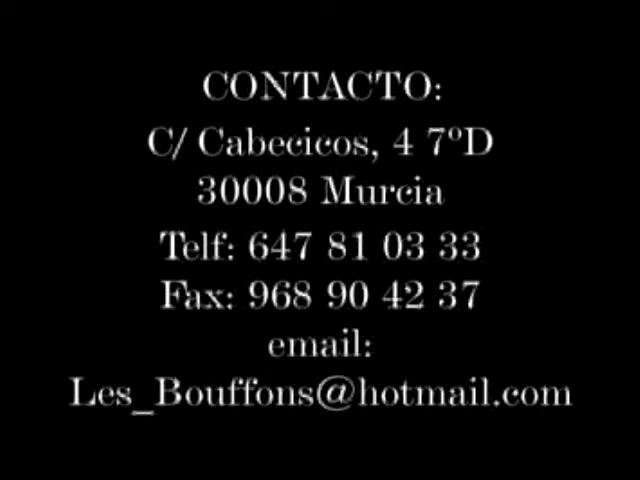 CONTACTO:
C/ Cabecicos, 4 7ºD
30008 Murcia
Telf: 647 81 03 33
Fax: 968 90 42 37
email:
Les_Bouffons@hotmail.com